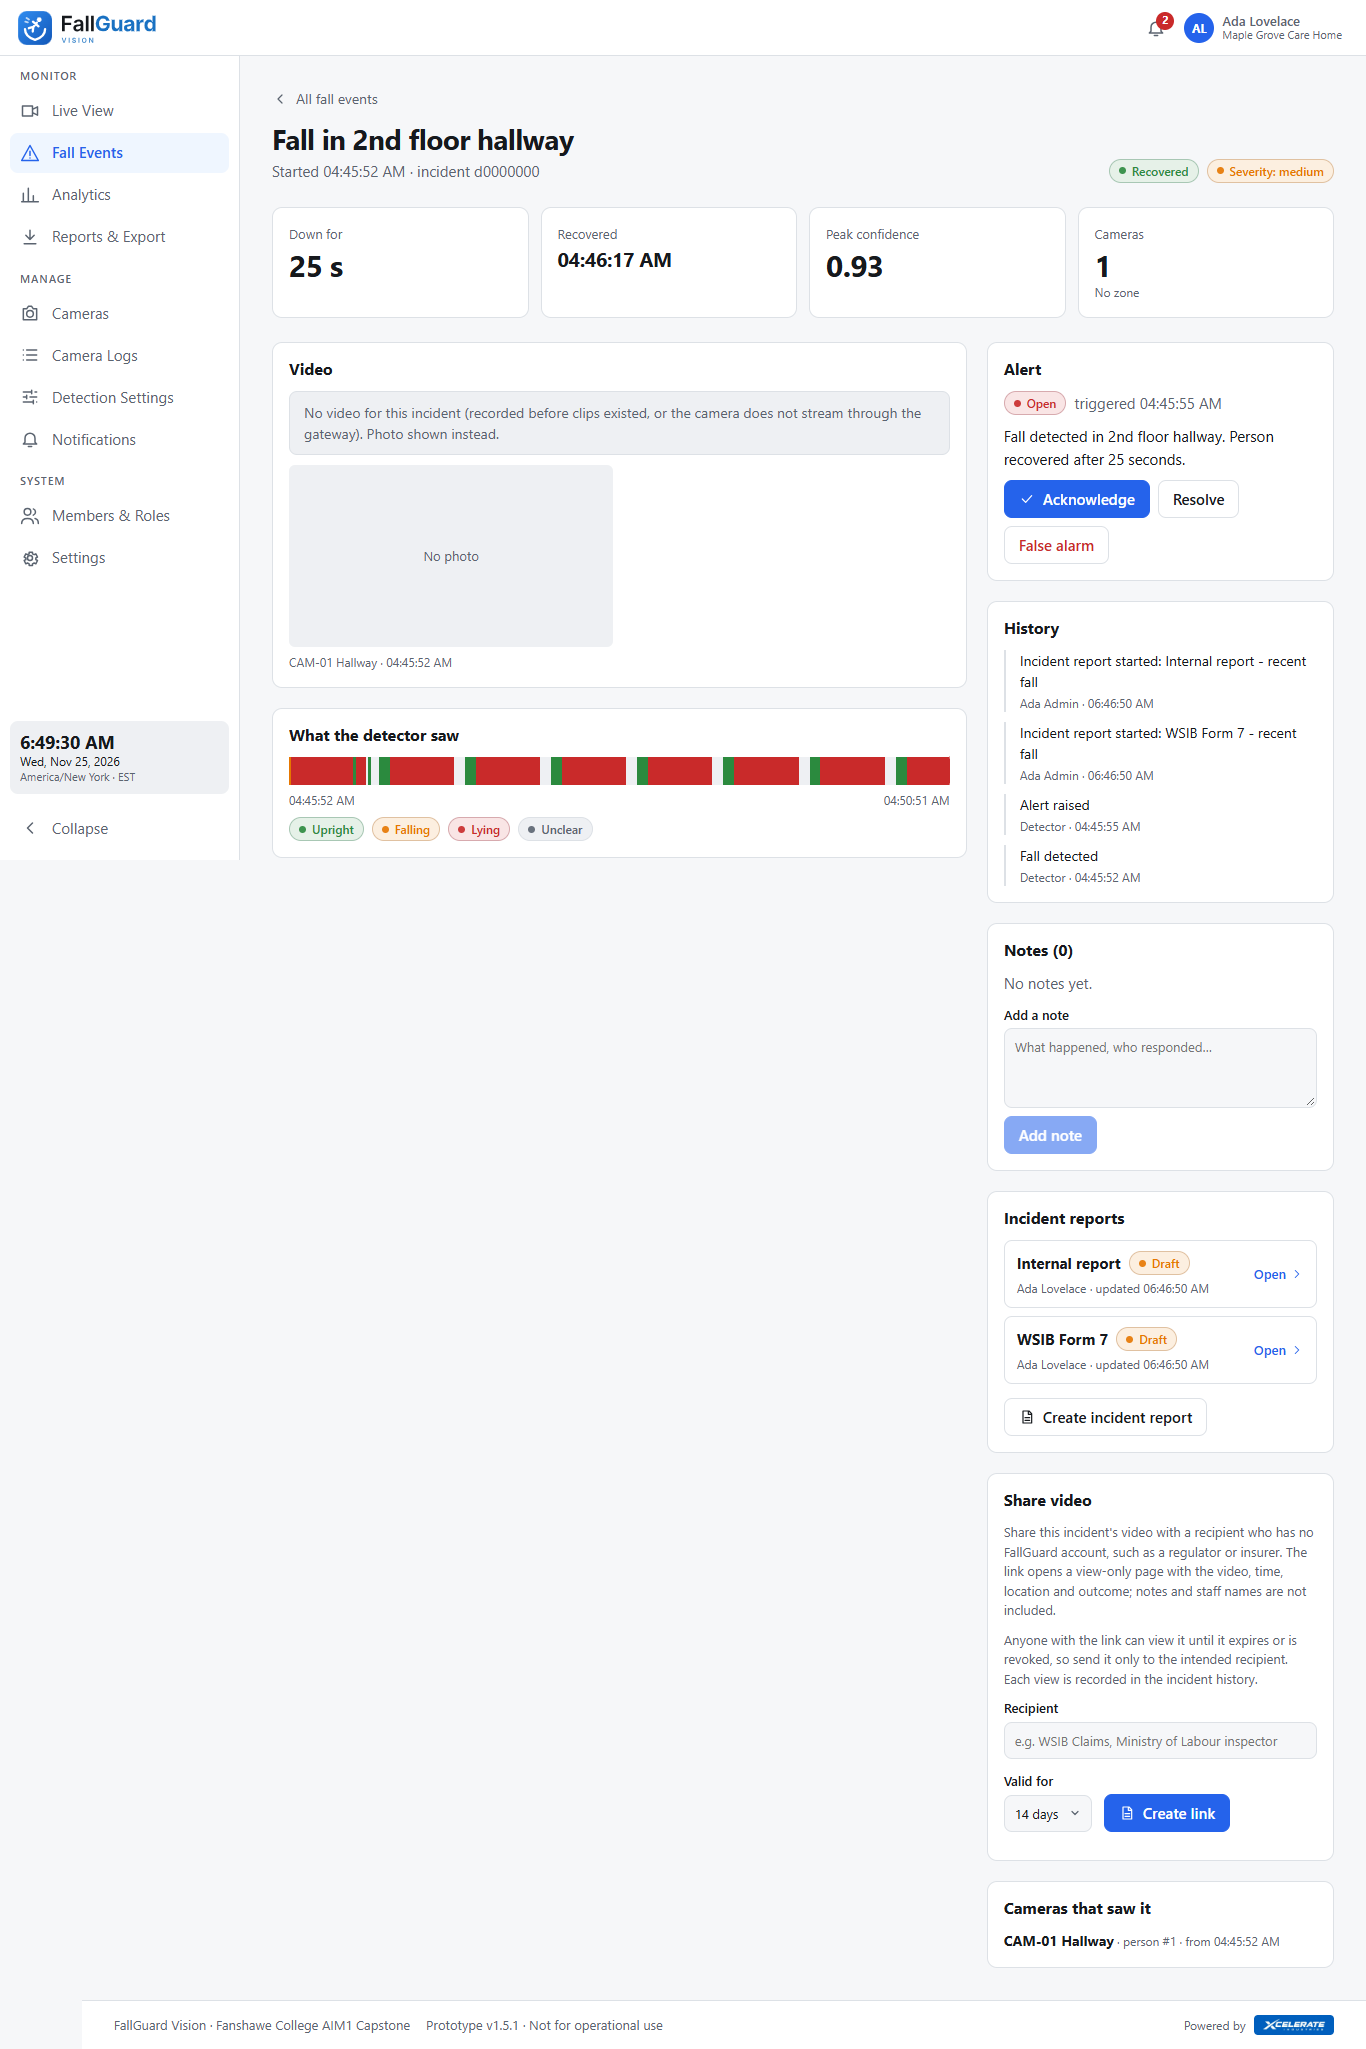 FallGuard
VISION
2
AL
Ada Lovelace
Maple Grove Care Home
MONITOR
Live View
Fall Events
Analytics
Reports & Export
MANAGE
Cameras
Camera Logs
Detection Settings
Notifications
SYSTEM
Members & Roles
Settings
6:49:30 AM
Wed, Nov 25, 2026
America/New York · EST
Collapse
All fall events
Fall in 2nd floor hallway
Started 04:45:52 AM · incident d0000000
Recovered
Severity: medium
Down for
25 s
Recovered
04:46:17 AM
Peak confidence
0.93
Cameras
1
No zone
Video
No video for this incident (recorded before clips existed, or the camera does not stream through the
gateway). Photo shown instead.
No photo
CAM-01 Hallway · 04:45:52 AM
What the detector saw
04:45:52 AM
04:50:51 AM
Upright
Falling
Lying
Unclear
Alert
Open
triggered 04:45:55 AM
Fall detected in 2nd floor hallway. Person
recovered after 25 seconds.
Acknowledge
Resolve
False alarm
History
Incident report started: Internal report - recent
fall
Ada Admin · 06:46:50 AM
Incident report started: WSIB Form 7 - recent
fall
Ada Admin · 06:46:50 AM
Alert raised
Detector · 04:45:55 AM
Fall detected
Detector · 04:45:52 AM
Notes (0)
No notes yet.
Add a note
What happened, who responded...
Add note
Incident reports
Internal report
Draft
Ada Lovelace · updated 06:46:50 AM
Open
WSIB Form 7
Draft
Ada Lovelace · updated 06:46:50 AM
Open
Create incident report
Share video
Share this incident's video with a recipient who has no
FallGuard account, such as a regulator or insurer. The
link opens a view-only page with the video, time,
location and outcome; notes and staff names are not
included.
Anyone with the link can view it until it expires or is
revoked, so send it only to the intended recipient.
Each view is recorded in the incident history.
Recipient
e.g. WSIB Claims, Ministry of Labour inspector
Valid for
14 days
Create link
Cameras that saw it
CAM-01 Hallway · person #1 · from 04:45:52 AM
FallGuard Vision · Fanshawe College AIM1 Capstone
Prototype v1.5.1 · Not for operational use
Powered by
XCELERATE